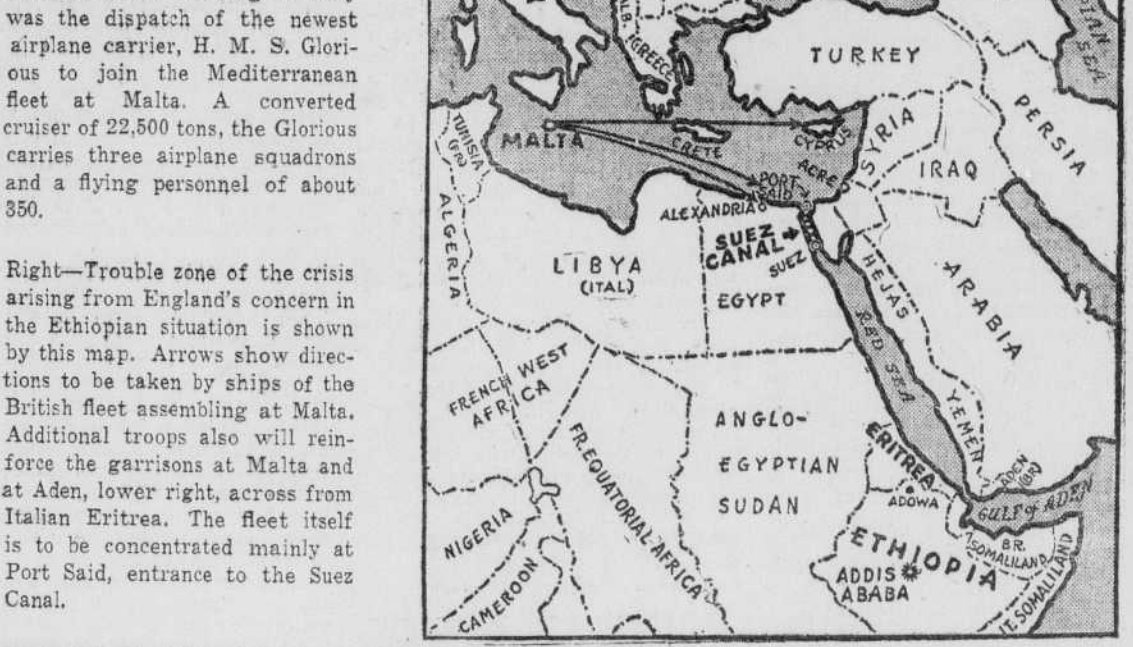 was the dispatch of the newest
airplane carrier, H. M. S. Glori-
ous to join the Mediterranean
fleet at Malta. A converted
cruiser of 22,500 tons, the Glorious
carries three airplane squadrons
and a flying personnel of about
350.
Right—Trouble zone of the crisis
arising from England's concern in
the Ethiopian situation is shown
by this map. Arrows show direc-
tions to be taken by ships of the
British fleet assembling at Malta.
Additional troops also will rein-
force the garrisons at Malta and
at Aden, lower right, across from
Italian Eritrea. The fleet itself
is to be concentrated mainly at
Port Said, entrance to the Suez
Canal.
ALB.
GREECE
TURKEY
SEA
PERSIA
MALTA
CRETE
CYPRUS
SYRIA
IRAQ
TUNISIA
(FR)
ACRE
PORT
SAID
ALEXANDRIA
SUEZ
CANAL
SUEZ
ALGERIA
LIBYA
(ITAL)
EGYPT
HEJAS
ARABIA
RED
SEA
YEMEN
FRENCH WEST
AFRICA
FR. EQUATORIAL AFRICA
ANGLO-
EGYPTIAN
SUDAN
ERITREA
ADOWA
ADEN
(BR)
GULF of ADEN
NIGERIA
CAMEROON
ETHIOPIA
ADDIS
ABABA
BR.
SOMALILAND
IT. SOMALILAND